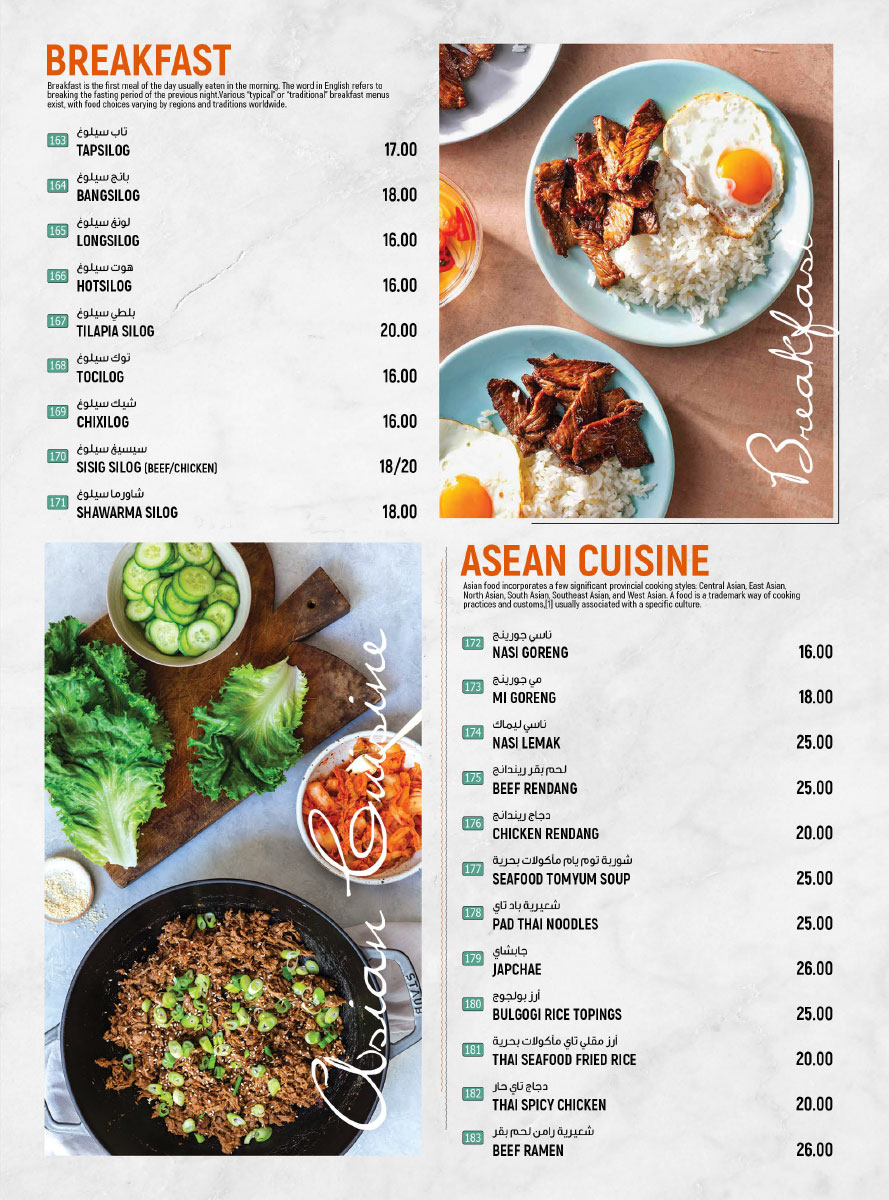 BREAKFAST
Breakfast is the first meal of the day usually eaten in the morning. The word in English refers to
breaking the fasting period of the previous night.Various "typical" or "traditional" breakfast menus
exist, with food choices varying by regions and traditions worldwide.
تاب سيلوغ
163 TAPSILOG 17.00
بانج سيلوغ
164 BANGSILOG 18.00
لونغ سيلوغ
165 LONGSILOG 16.00
هوت سيلوغ
166 HOTSILOG 16.00
بلطي سيلوغ
167 TILAPIA SILOG 20.00
توك سيلوغ
168 TOCILOG 16.00
شيك سيلوغ
169 CHIXILOG 16.00
سيسيغ سيلوغ
170 SISIG SILOG (BEEF/CHICKEN) 18/20
شاورما سيلوغ
171 SHAWARMA SILOG 18.00
Breakfast
Asian Cuisine
ASEAN CUISINE
Asian food incorporates a few significant provincial cooking styles: Central Asian, East Asian,
North Asian, South Asian, Southeast Asian, and West Asian. A food is a trademark way of cooking
practices and customs,[1] usually associated with a specific culture.
ناسي جورينج
172 NASI GORENG 16.00
مي جورينج
173 MI GORENG 18.00
ناسي ليماك
174 NASI LEMAK 25.00
لحم بقر ريندانج
175 BEEF RENDANG 25.00
دجاج ريندانج
176 CHICKEN RENDANG 20.00
شوربة توم يام مأكولات بحرية
177 SEAFOOD TOMYUM SOUP 25.00
شعيرية باد تاي
178 PAD THAI NOODLES 25.00
جابشاي
179 JAPCHAE 26.00
أرز بولجوج
180 BULGOGI RICE TOPINGS 25.00
أرز مقلي تاي مأكولات بحرية
181 THAI SEAFOOD FRIED RICE 20.00
دجاج تاي حار
182 THAI SPICY CHICKEN 20.00
شعيرية رامن لحم بقر
183 BEEF RAMEN 26.00